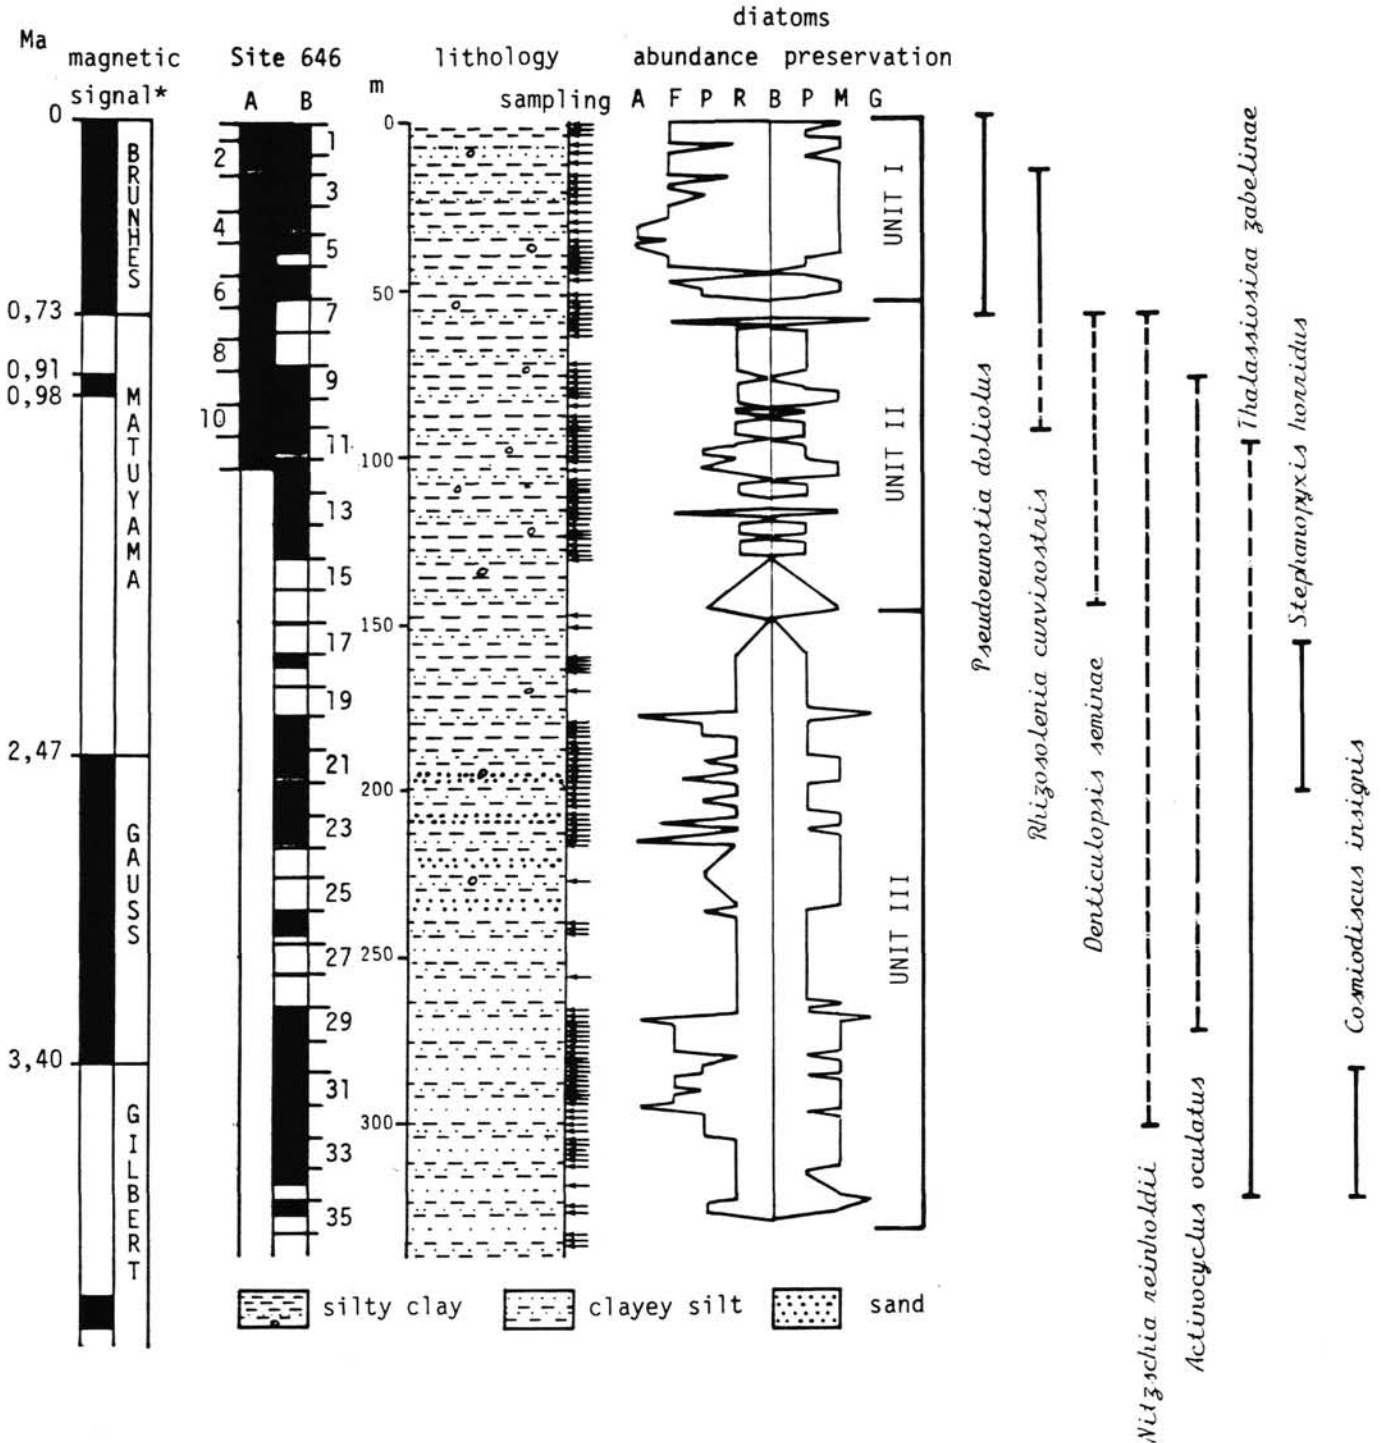 diatoms
Ma
magnetic Site 646 lithology abundance preservation
signal* A B m sampling A F P R B P M G
0
0,73
0,91
0,98
2,47
3,40
BRUNHES
MATUYAMA
GAUSS
GILBERT
2
4
6
8
10
1
3
5
7
9
11
13
15
17
19
21
23
25
27
29
31
33
35
0
50
100
150
200
250
300
UNIT I
UNIT II
UNIT III
Pseudoeunotia doliolus
Rhizosolenia curvirostris
Denticulopsis seminae
Nitzschia reinholdii
Actinocyclus oculatus
Thalassiosira zabelinae
Stephanopyxis horridus
Cosmiodiscus insignis
silty clay clayey silt sand